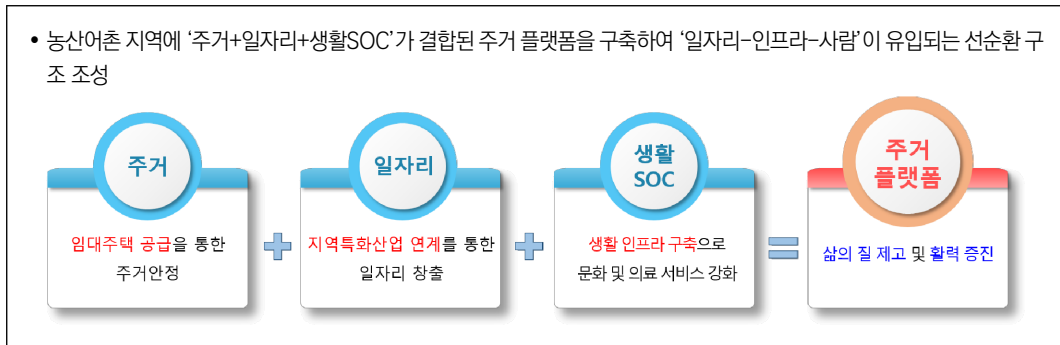 • 농산어촌 지역에 ‘주거+일자리+생활SOC’가 결합된 주거 플랫폼을 구축하여 ‘일자리-인프라-사람’이 유입되는 선순환 구
조 조성
주거
임대주택 공급을 통한
주거안정
+
일자리
지역특화산업 연계를 통한
일자리 창출
+
생활
SOC
생활 인프라 구축으로
문화 및 의료 서비스 강화
=
주거
플랫폼
삶의 질 제고 및 활력 증진